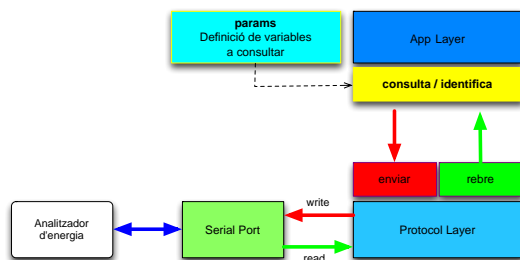 params
Definició de variables
a consultar
App Layer
consulta / identifica
enviar
rebre
write
Analitzador
d'energia
Serial Port
Protocol Layer
read